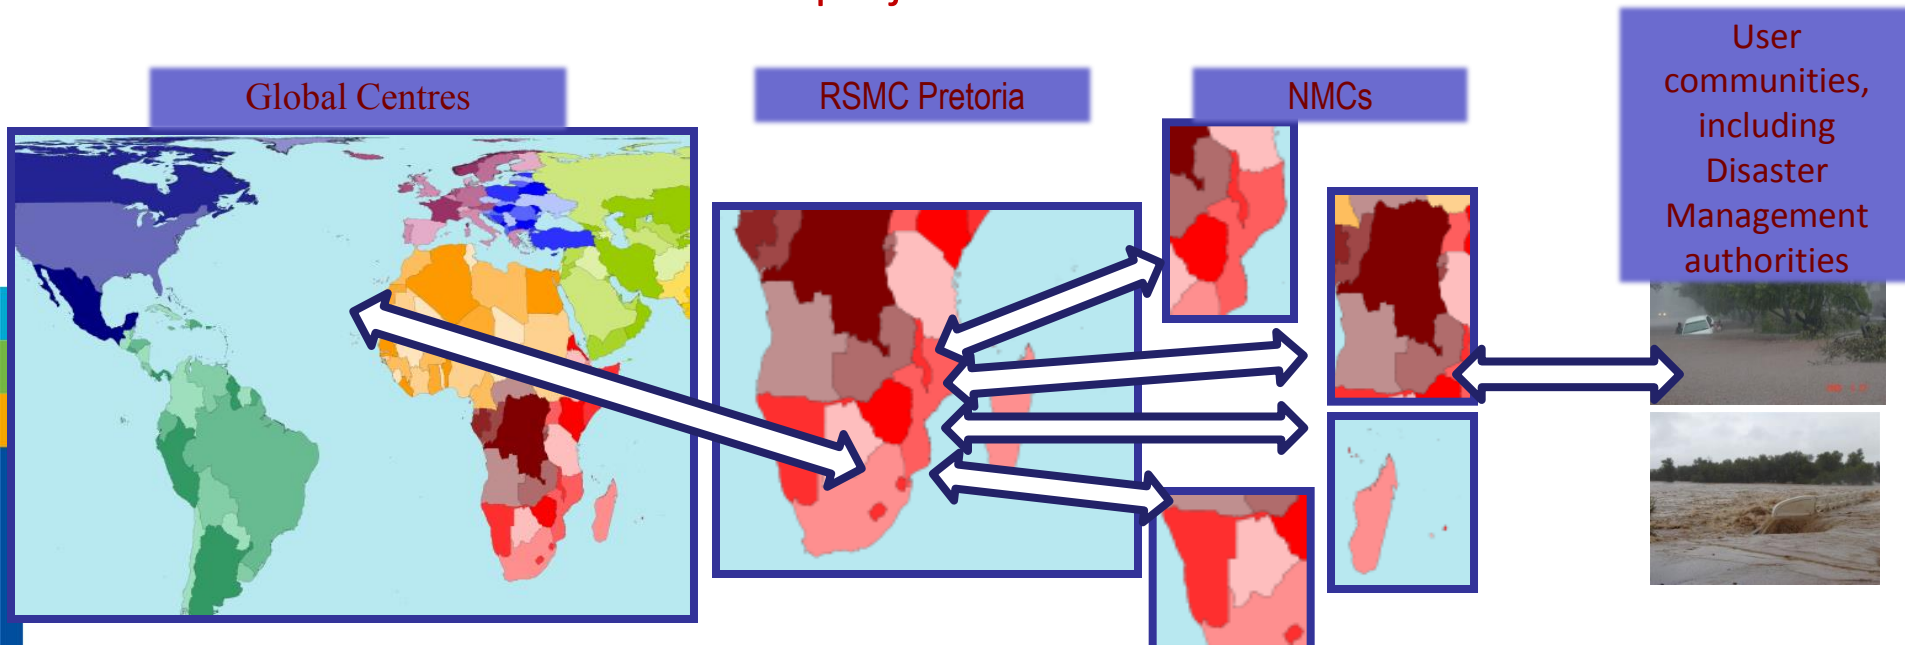 Global Centres
RSMC Pretoria
NMCs
User
communities,
including
Disaster
Management
authorities